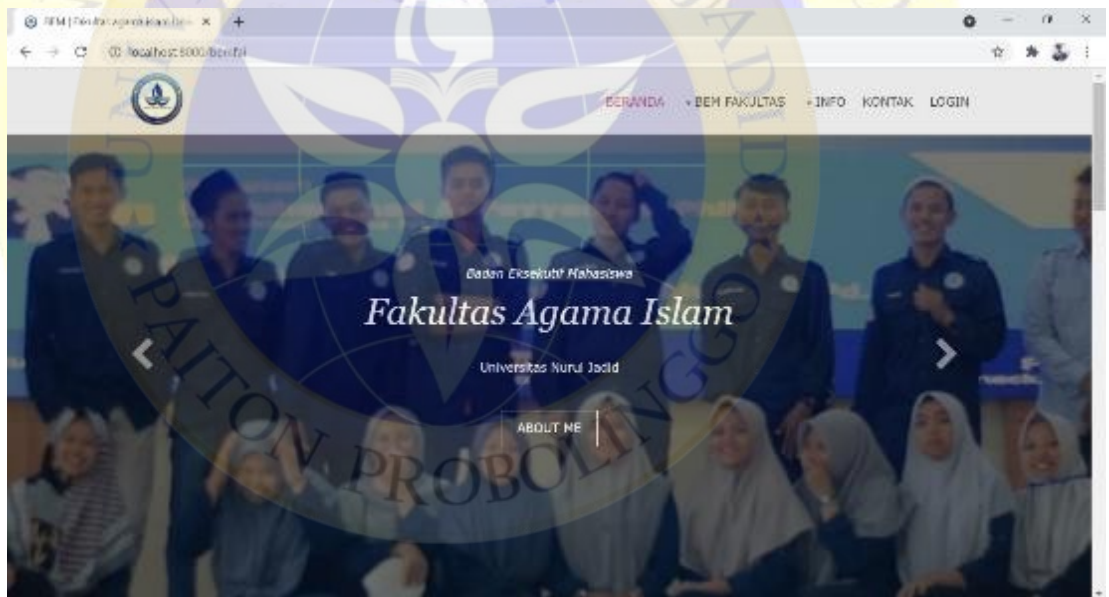 localhost:8000/bemfai
BERANDA BEM FAKULTAS INFO KONTAK LOGIN
Badan Eksekutif Mahasiswa
Fakultas Agama Islam
Universitas Nurul Jadid
ABOUT ME
PAITON PROBOLINGGO